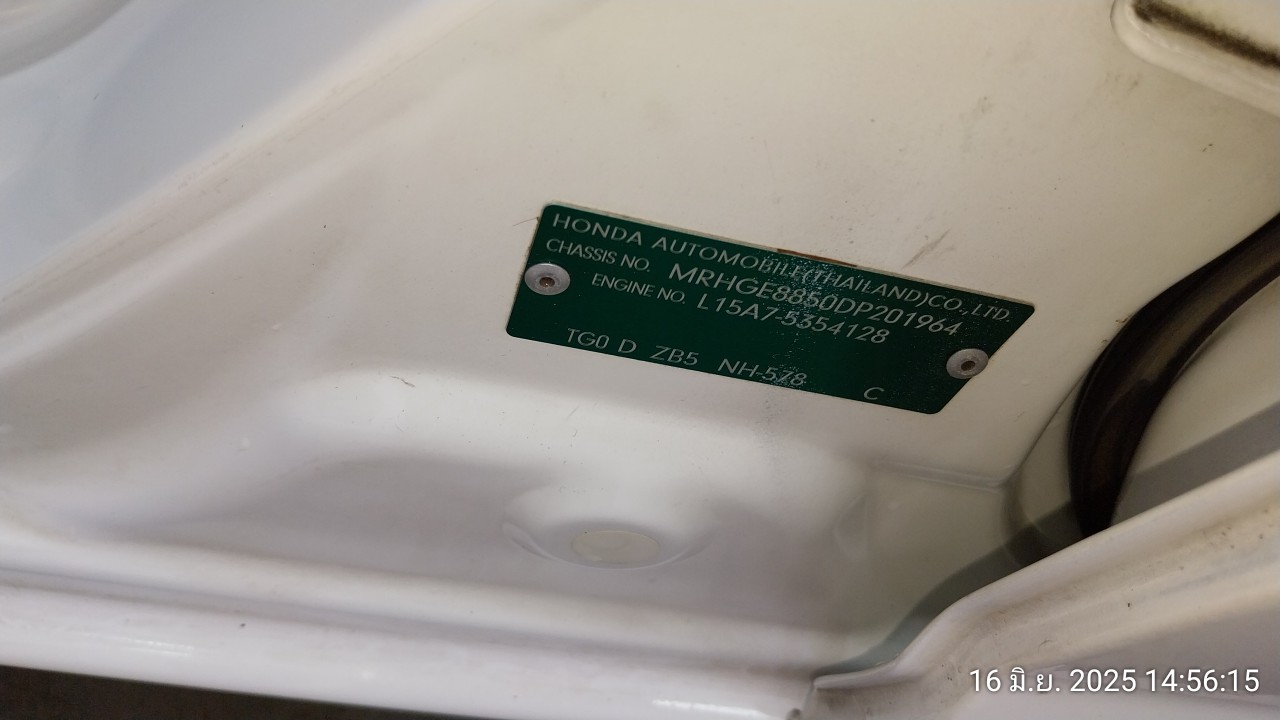 HONDA AUTOMOBILE(THAILAND)CO.,LTD.
CHASSIS NO. MRHGE8850DP201964
ENGINE NO. L15A7-5354128
TG0 D ZB5 NH-578 C
16 มิ.ย. 2025 14:56:15